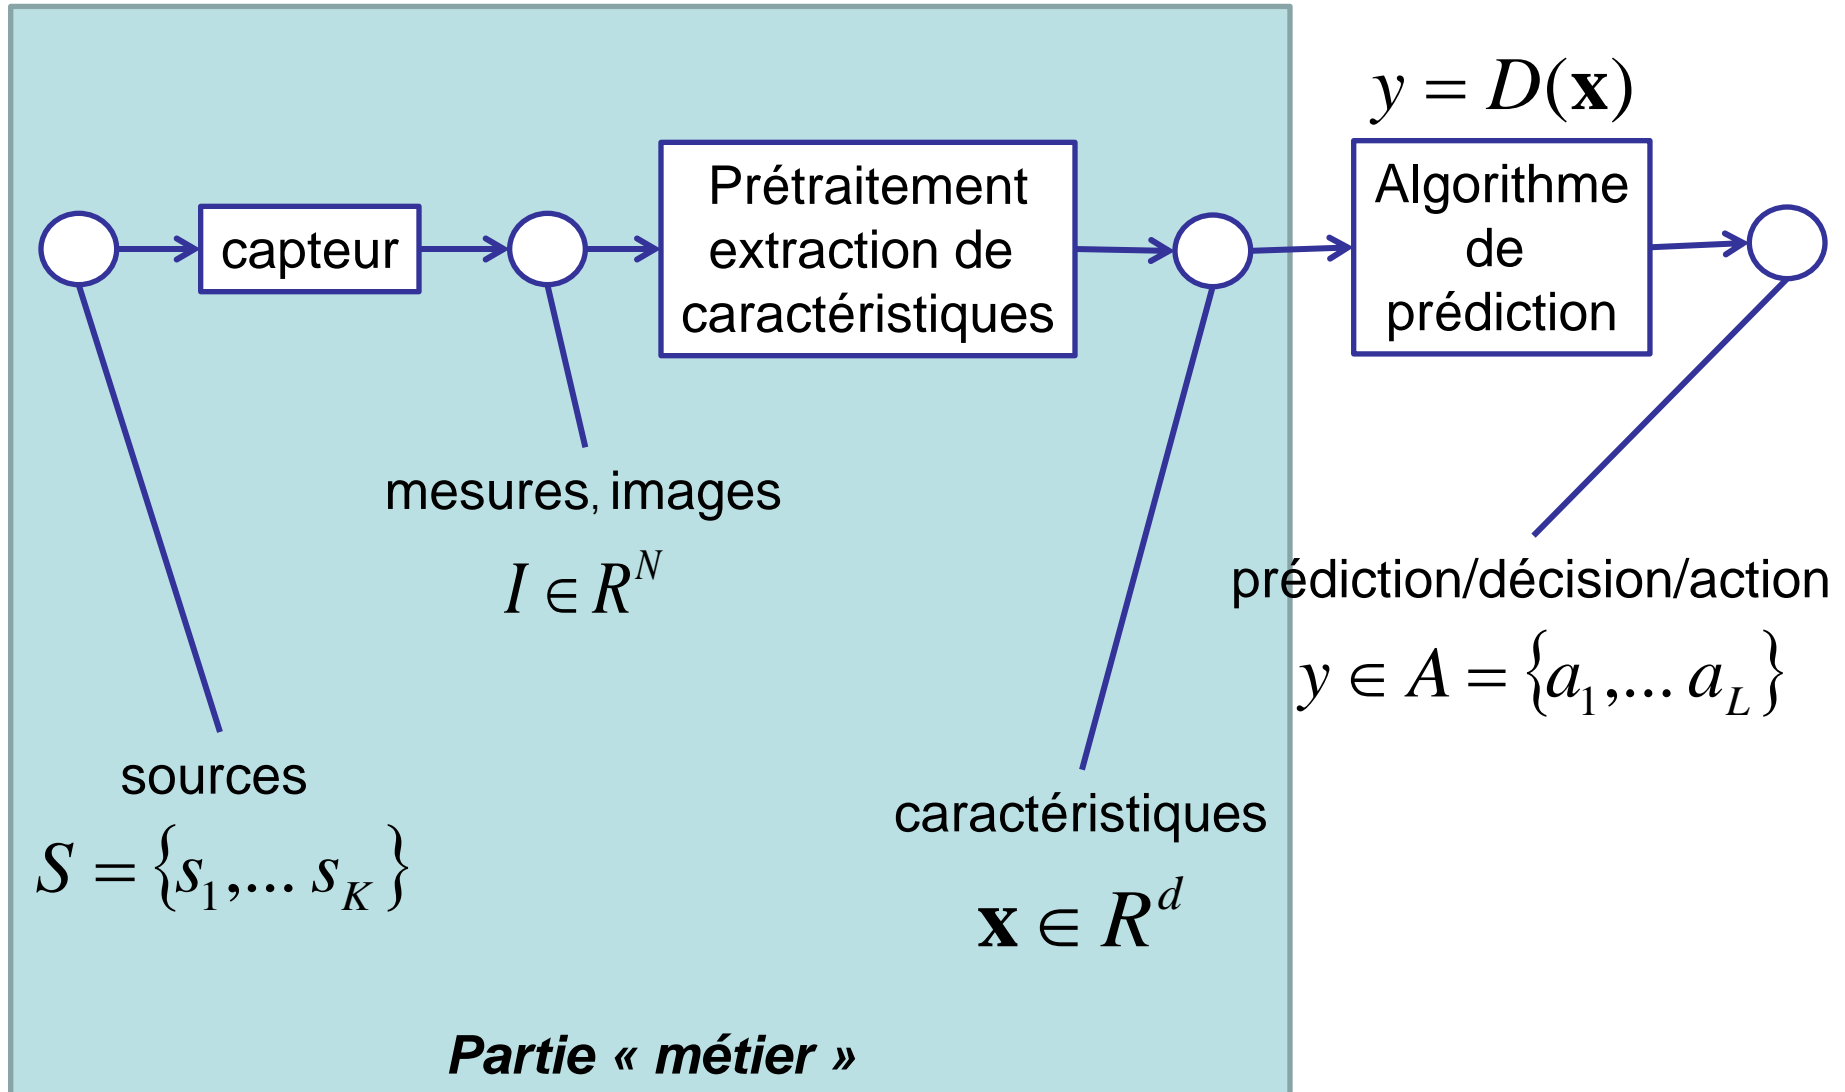 y = D(x)
capteur
Prétraitement
extraction de
caractéristiques
Algorithme
de
prédiction
mesures, images
I ∈ R^N
prédiction/décision/action
y ∈ A = {a_1,... a_L}
sources
S = {s_1,... s_K}
caractéristiques
x ∈ R^d
Partie « métier »